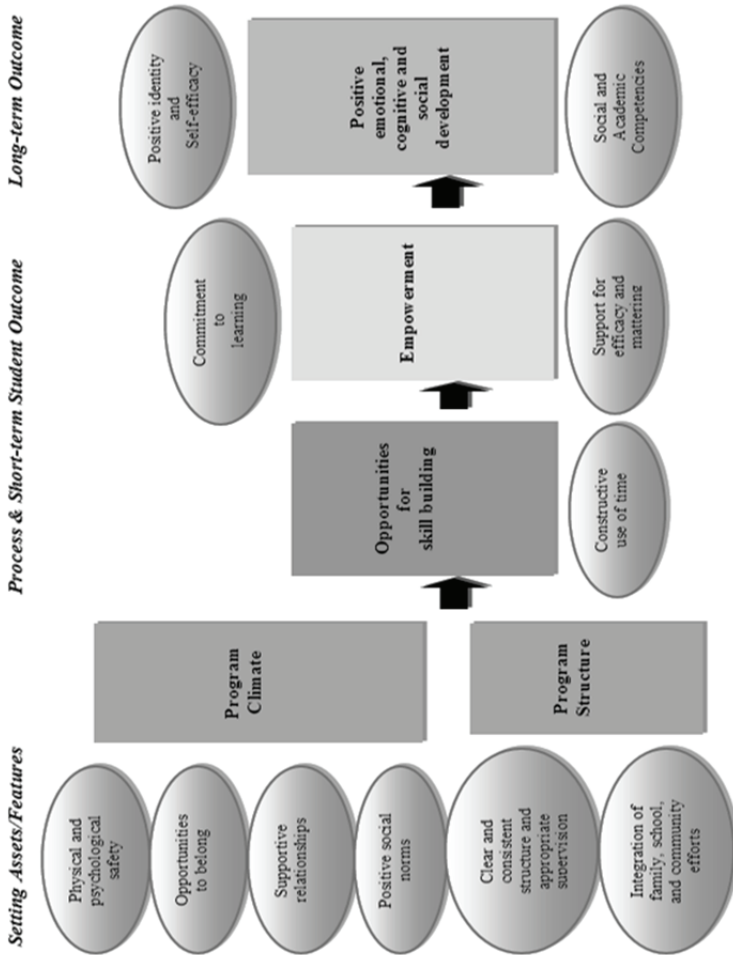 Setting Assets/Features
Process & Short-term Student Outcome
Long-term Outcome
Physical and
psychological
safety
Opportunities
to belong
Supportive
relationships
Positive social
norms
Clear and
consistent
structure and
appropriate
supervision
Integration of
family, school,
and community
efforts
Program
Climate
Program
Structure
Opportunities
for
skill building
Constructive
use of time
Commitment
to
learning
Empowerment
Support for
efficacy and
mattering
Positive identity
and
Self-efficacy
Positive
emotional,
cognitive and
social
development
Social and
Academic
Competencies